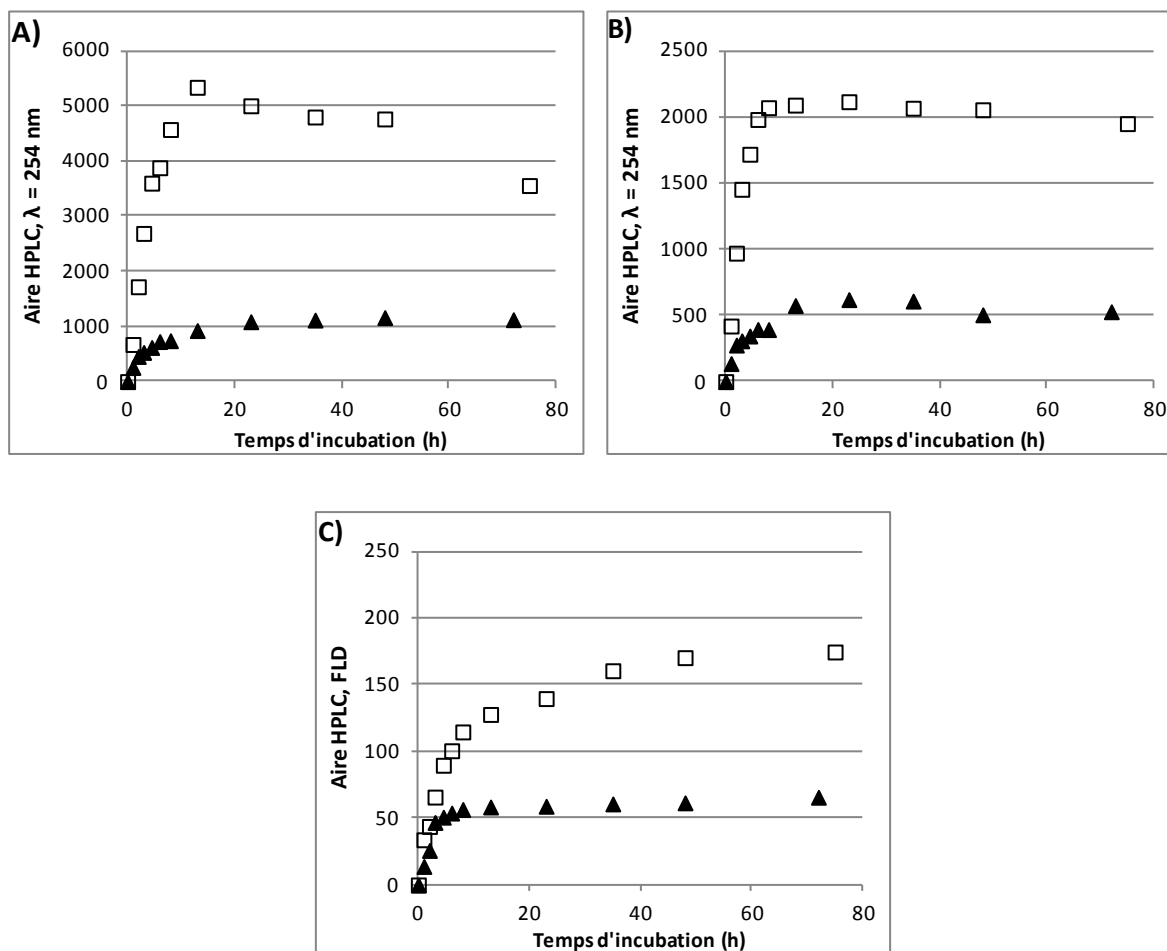 A)
Aire HPLC, λ = 254 nm
6000
5000
4000
3000
2000
1000
0
0 20 40 60 80
Temps d'incubation (h)
B)
Aire HPLC, λ = 254 nm
2500
2000
1500
1000
500
0
0 20 40 60 80
Temps d'incubation (h)
C)
Aire HPLC, FLD
250
200
150
100
50
0
0 20 40 60 80
Temps d'incubation (h)